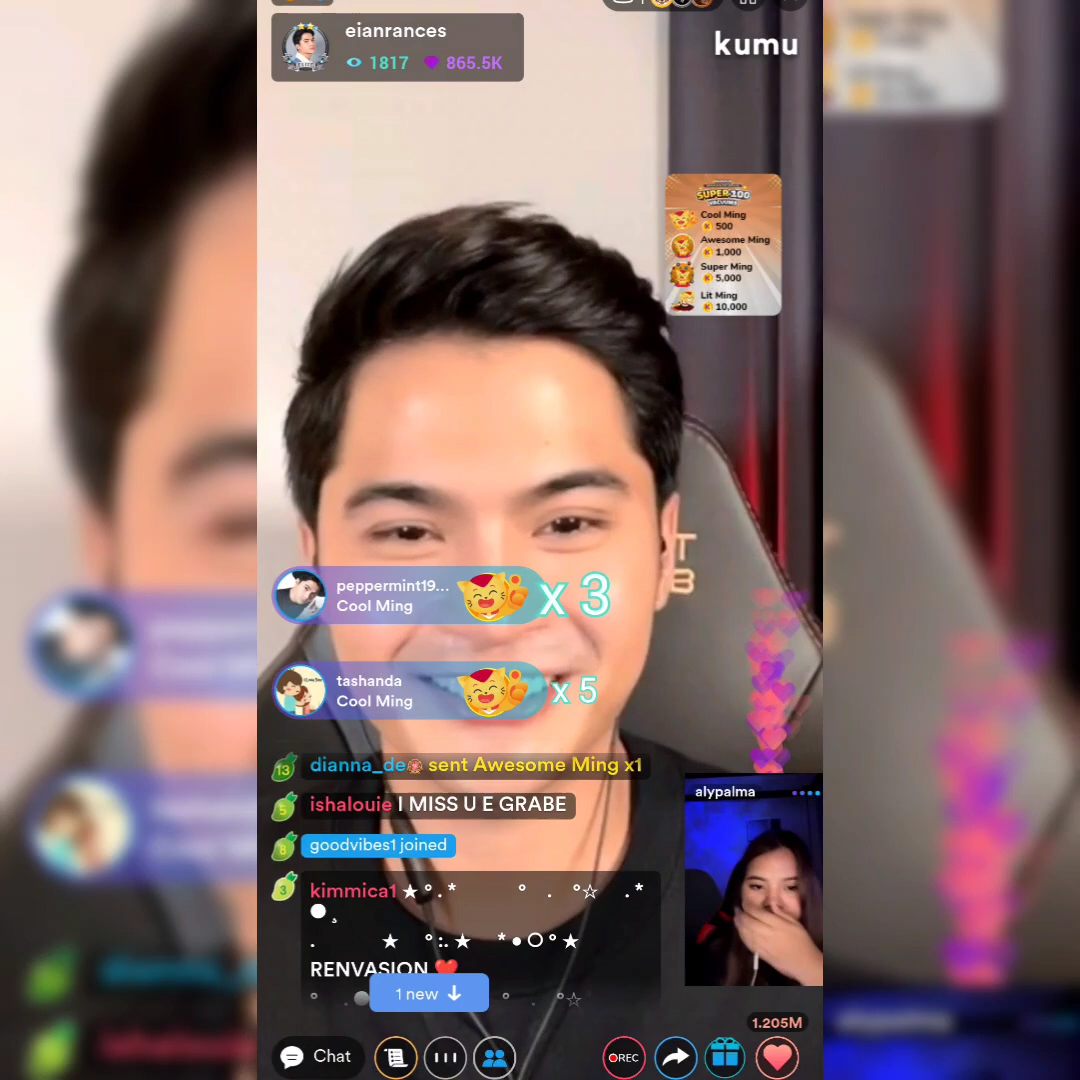 eianrances
1817 865.5K
kumu
SUPER 100
Cool Ming
500
Awesome Ming
1,000
Super Ming
5,000
Lit Ming
10,000
T
B
peppermint19...
Cool Ming
x 3
tashanda
Cool Ming
x 5
13 dianna_de sent Awesome Ming x1
5 ishalouie I MISS U E GRABE
8 goodvibes1 joined
alypalma
3 kimmica1 ★ ° . * ° . °☆ . *
● ¸
. ★ ° :. ★ * ● ○ ° ★
RENVASION ❤️
1 new ↓
1.205M
Chat
REC